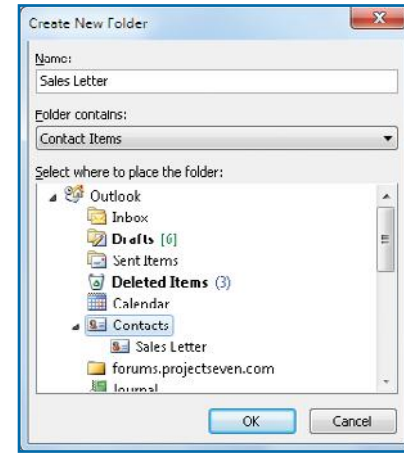 Create New Folder
Name:
Sales Letter
Folder contains:
Contact Items
Select where to place the folder:
Outlook
Inbox
Drafts [6]
Sent Items
Deleted Items (3)
Calendar
Contacts
Sales Letter
forums.projectseven.com
Journal
OK
Cancel